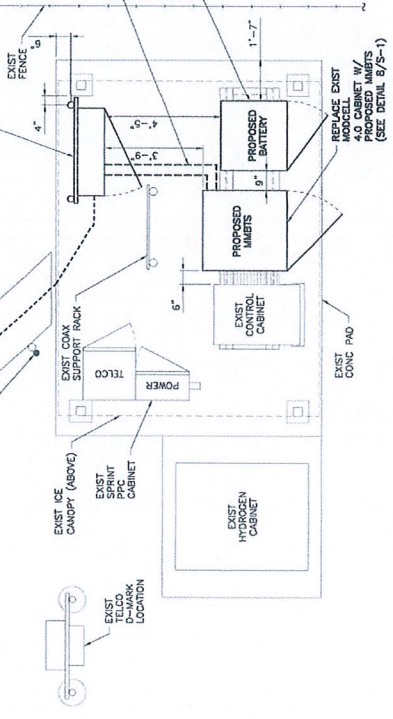 EXIST
FENCE
6"
4"
1'-7"
4'-5"
3'-9"
PROPOSED
BATTERY
9"
PROPOSED
MMBTS
REPLACE EXIST
MODCELL
4.0 CABINET W/
PROPOSED MMBTS
(SEE DETAIL 8/S-1)
6"
EXIST
CONTROL
CABINET
EXIST COAX
SUPPORT RACK
TELCO
POWER
EXIST
CONC PAD
EXIST ICE
CANOPY (ABOVE)
EXIST
SPRINT
PPC
CABINET
EXIST
HYDROGEN
CABINET
EXIST
TELCO
D-MARK
LOCATION